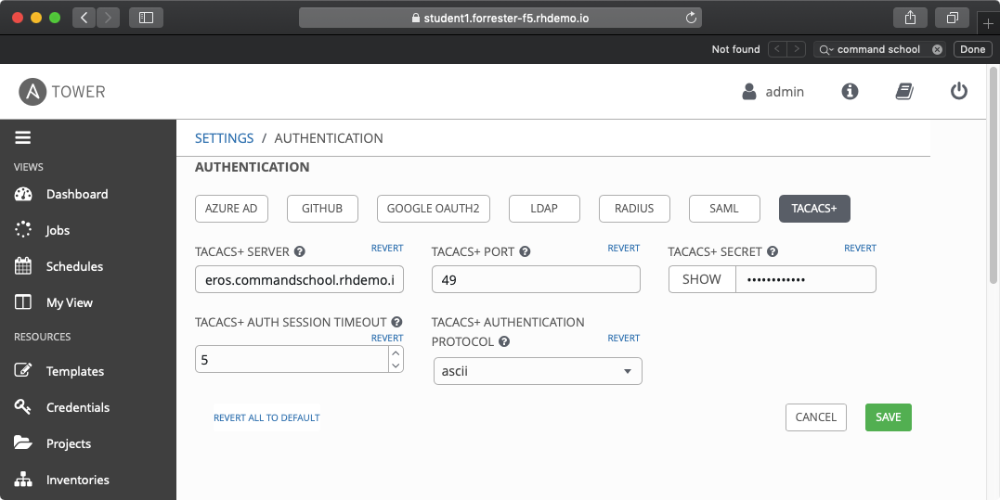 student1.forrester-f5.rhdemo.io
Not found command school Done
TOWER admin
SETTINGS / AUTHENTICATION
VIEWS
Dashboard
Jobs
Schedules
My View
RESOURCES
Templates
Credentials
Projects
Inventories
AUTHENTICATION
AZURE AD GITHUB GOOGLE OAUTH2 LDAP RADIUS SAML TACACS+
TACACS+ SERVER ? REVERT TACACS+ PORT ? REVERT TACACS+ SECRET ? REVERT
eros.commandschool.rhdemo.i 49 SHOW ••••••••••••
TACACS+ AUTH SESSION TIMEOUT ? TACACS+ AUTHENTICATION
REVERT PROTOCOL ? REVERT
5 ascii
REVERT ALL TO DEFAULT CANCEL SAVE